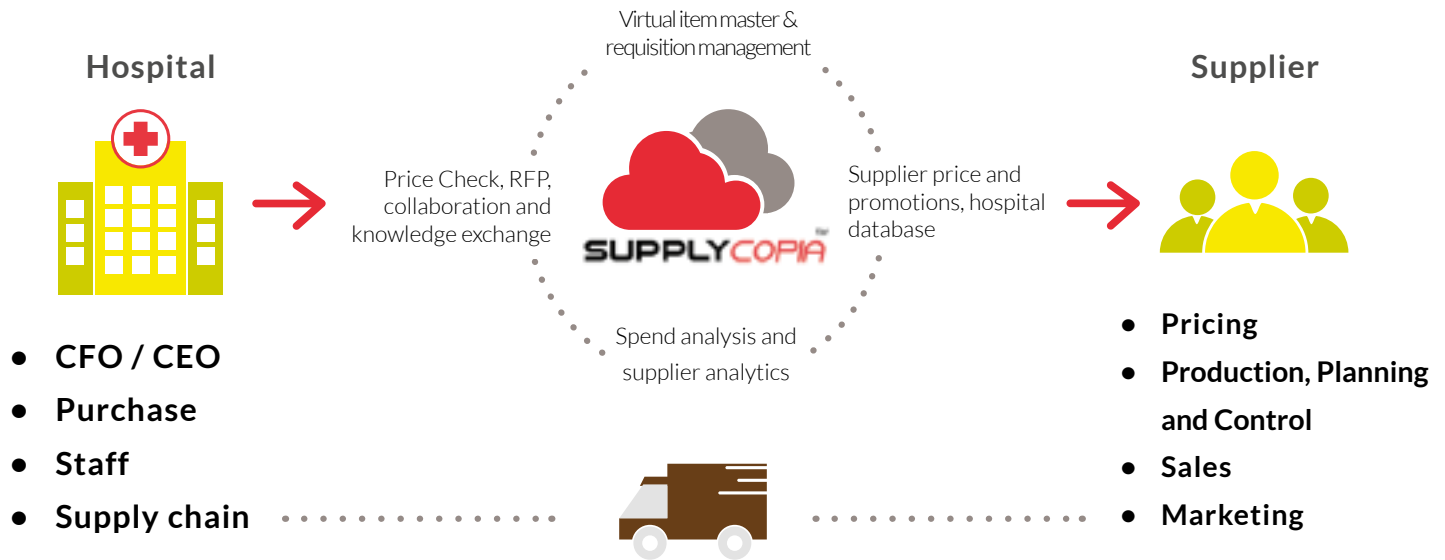 Hospital
● CFO / CEO
● Purchase
● Staff
● Supply chain
Price Check, RFP,
collaboration and
knowledge exchange
Virtual item master &
requisition management
SUPPLYCOPIA™
Spend analysis and
supplier analytics
Supplier price and
promotions, hospital
database
Supplier
● Pricing
● Production, Planning
and Control
● Sales
● Marketing